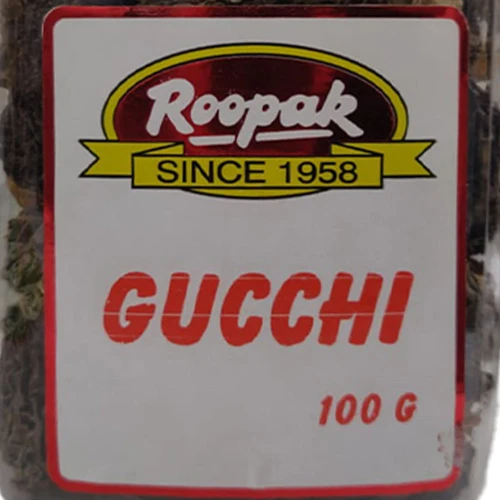 Roopak
SINCE 1958
GUCCHI
100 G